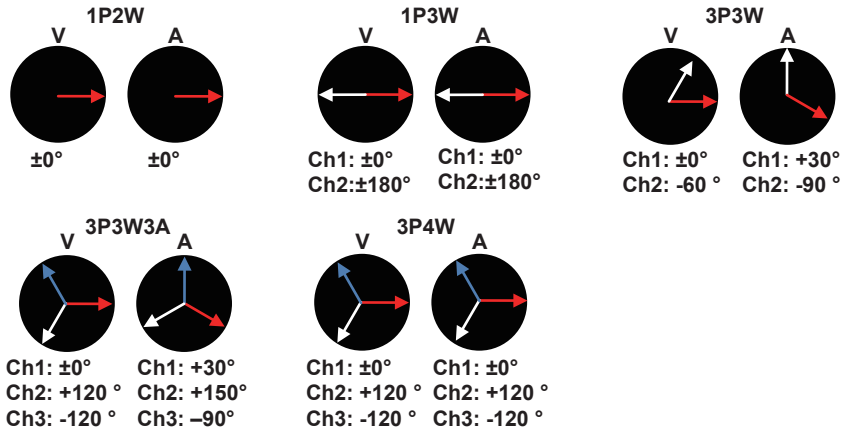 1P2W
V A
±0° ±0°
1P3W
V A
Ch1: ±0° Ch1: ±0°
Ch2:±180° Ch2:±180°
3P3W
V A
Ch1: ±0° Ch1: +30°
Ch2: -60 ° Ch2: -90 °
3P3W3A
V A
Ch1: ±0° Ch1: +30°
Ch2: +120 ° Ch2: +150°
Ch3: -120 ° Ch3: –90°
3P4W
V A
Ch1: ±0° Ch1: ±0°
Ch2: +120 ° Ch2: +120 °
Ch3: -120 ° Ch3: -120 °